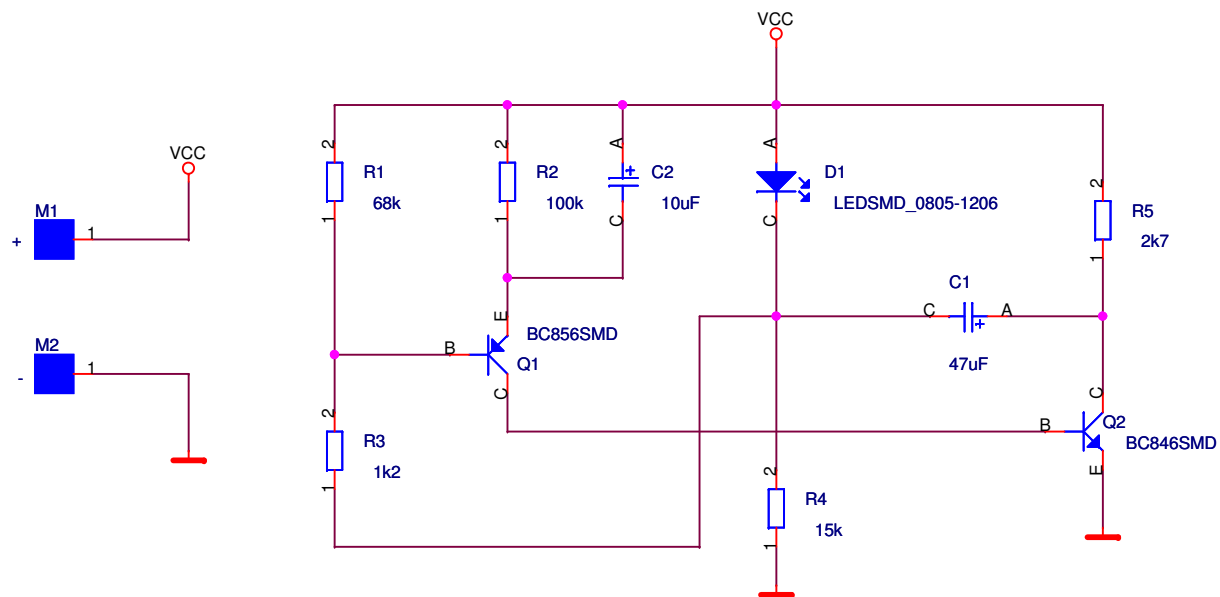 VCC
VCC
M1
+
1
M2
-
1
2
R1
68k
1
2
R2
100k
1
A
+
C2
10uF
C
A
D1
LEDSMD_0805-1206
C
2
R5
2k7
1
C1
C
A
+
47uF
E
BC856SMD
B
Q1
C
2
R3
1k2
1
C
Q2
B
BC846SMD
E
2
R4
15k
1